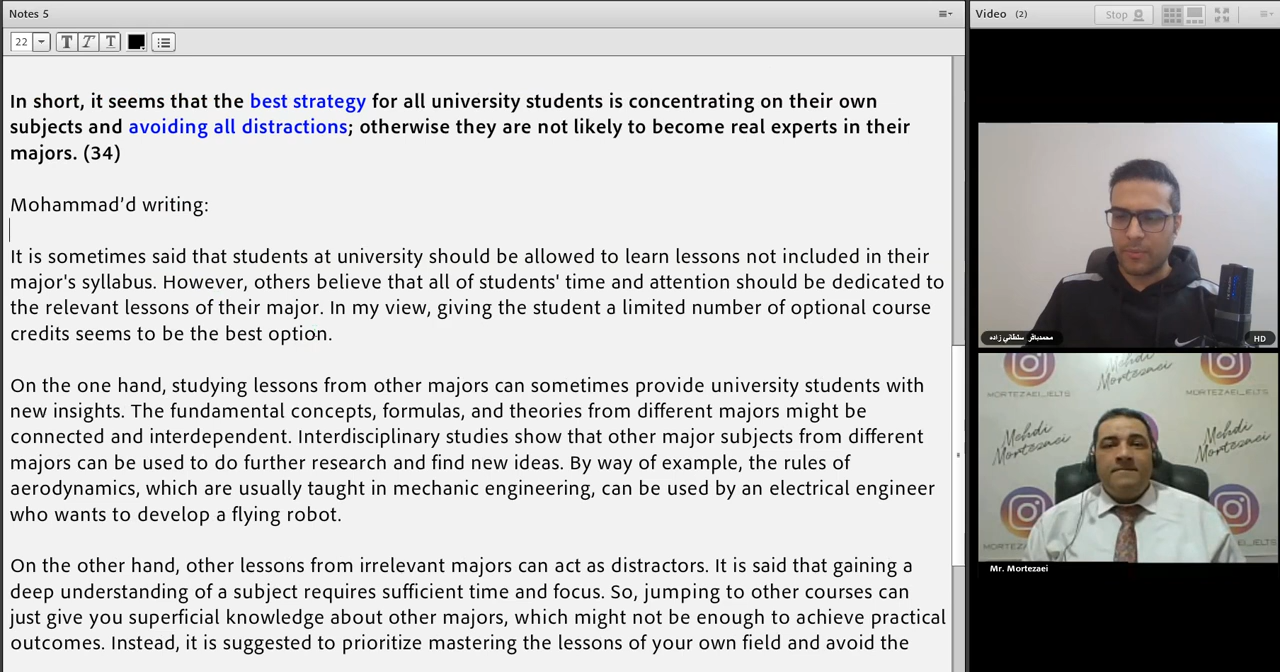 Notes 5
Video (2)
Stop
22
T T T
In short, it seems that the best strategy for all university students is concentrating on their own
subjects and avoiding all distractions; otherwise they are not likely to become real experts in their
majors. (34)
Mohammad’d writing:
It is sometimes said that students at university should be allowed to learn lessons not included in their
major's syllabus. However, others believe that all of students' time and attention should be dedicated to
the relevant lessons of their major. In my view, giving the student a limited number of optional course
credits seems to be the best option.
On the one hand, studying lessons from other majors can sometimes provide university students with
new insights. The fundamental concepts, formulas, and theories from different majors might be
connected and interdependent. Interdisciplinary studies show that other major subjects from different
majors can be used to do further research and find new ideas. By way of example, the rules of
aerodynamics, which are usually taught in mechanic engineering, can be used by an electrical engineer
who wants to develop a flying robot.
On the other hand, other lessons from irrelevant majors can act as distractors. It is said that gaining a
deep understanding of a subject requires sufficient time and focus. So, jumping to other courses can
just give you superficial knowledge about other majors, which might not be enough to achieve practical
outcomes. Instead, it is suggested to prioritize mastering the lessons of your own field and avoid the
محمدباقر سلطاني زاده
HD
MORTEZAEI_IELTS
Mehdi
Mortezaei
Mehdi
Mortezaei
Mr. Mortezaei